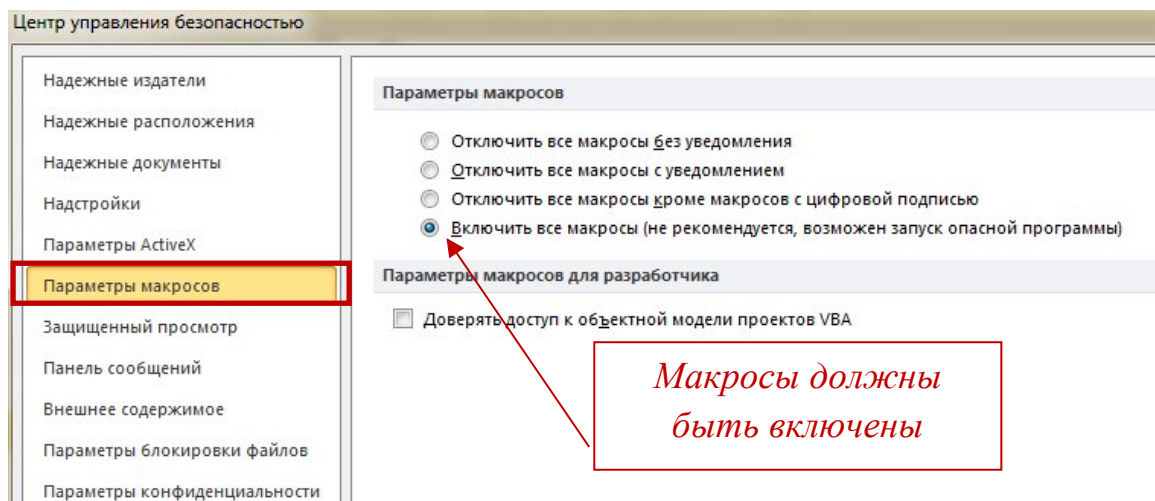 Центр управления безопасностью
Надежные издатели
Надежные расположения
Надежные документы
Надстройки
Параметры ActiveX
Параметры макросов
Защищенный просмотр
Панель сообщений
Внешнее содержимое
Параметры блокировки файлов
Параметры конфиденциальности
Параметры макросов
Отключить все макросы без уведомления
Отключить все макросы с уведомлением
Отключить все макросы кроме макросов с цифровой подписью
Включить все макросы (не рекомендуется, возможен запуск опасной программы)
Параметры макросов для разработчика
Доверять доступ к объектной модели проектов VBA
Макросы должны
быть включены